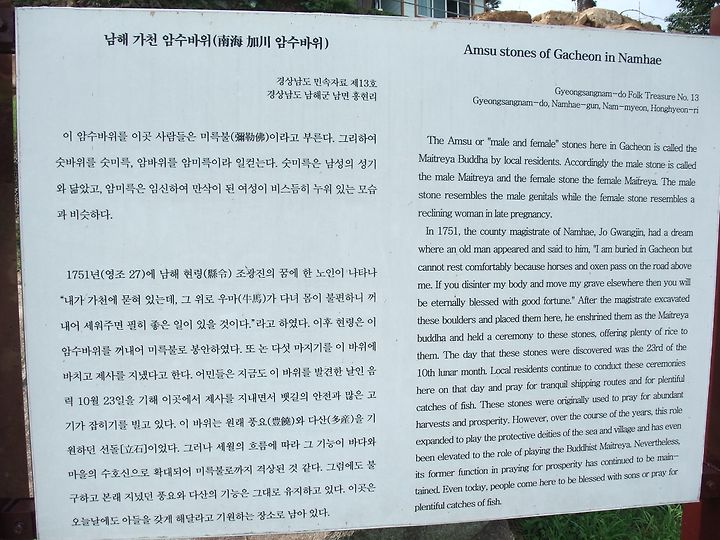 남해 가천 암수바위(南海 加川 암수바위)
경상남도 민속자료 제13호
경상남도 남해군 남면 홍현리
이 암수바위를 이곳 사람들은 미륵불(彌勒佛)이라고 부른다. 그리하여
숫바위를 숫미륵, 암바위를 암미륵이라 일컫는다. 숫미륵은 남성의 성기
와 닮았고, 암미륵은 임신하여 만삭이 된 여성이 비스듬히 누워 있는 모습
과 비슷하다.
1751년(영조 27)에 남해 현령(縣令) 조광진의 꿈에 한 노인이 나타나
“내가 가천에 묻혀 있는데, 그 위로 우마(牛馬)가 다녀 몸이 불편하니 꺼
내어 세워주면 필히 좋은 일이 있을 것이다.”라고 하였다. 이후 현령은 이
암수바위를 꺼내어 미륵불로 봉안하였다. 또 논 다섯 마지기를 이 바위에
바치고 제사를 지냈다고 한다. 어민들은 지금도 이 바위를 발견한 날인 음
력 10월 23일을 기해 이곳에서 제사를 지내면서 뱃길의 안전과 많은 고
기가 잡히기를 빌고 있다. 이 바위는 원래 풍요(豊饒)와 다산(多産)을 기
원하던 선돌[立石]이었다. 그러나 세월의 흐름에 따라 그 기능이 바다와
마을의 수호신으로 확대되어 미륵불로까지 격상된 것 같다. 그럼에도 불
구하고 본래 지녔던 풍요와 다산의 기능은 그대로 유지하고 있다. 이곳은
오늘날에도 아들을 갖게 해달라고 기원하는 장소로 남아 있다.
Amsu stones of Gacheon in Namhae
Gyeongsangnam-do Folk Treasure No. 13
Gyeongsangnam-do, Namhae-gun, Nam-myeon, Honghyeon-ri
The Amsu or "male and female" stones here in Gacheon is called the
Maitreya Buddha by local residents. Accordingly the male stone is called
the male Maitreya and the female stone the female Maitreya. The male
stone resembles the male genitals while the female stone resembles a
reclining woman in late pregnancy.
In 1751, the county magistrate of Namhae, Jo Gwangjin, had a dream
where an old man appeared and said to him, "I am buried in Gacheon but
cannot rest comfortably because horses and oxen pass on the road above
me. If you disinter my body and move my grave elsewhere then you will
be eternally blessed with good fortune." After the magistrate excavated
these boulders and placed them here, he enshrined them as the Maitreya
buddha and held a ceremony to these stones, offering plenty of rice to
them. The day that these stones were discovered was the 23rd of the
10th lunar month. Local residents continue to conduct these ceremonies
here on that day and pray for tranquil shipping routes and for plentiful
catches of fish. These stones were originally used to pray for abundant
harvests and prosperity. However, over the course of the years, this role
expanded to play the protective deities of the sea and village and has even
been elevated to the role of playing the Buddhist Maitreya. Nevertheless,
its former function in praying for prosperity has continued to be main-
tained. Even today, people come here to be blessed with sons or pray for
plentiful catches of fish.